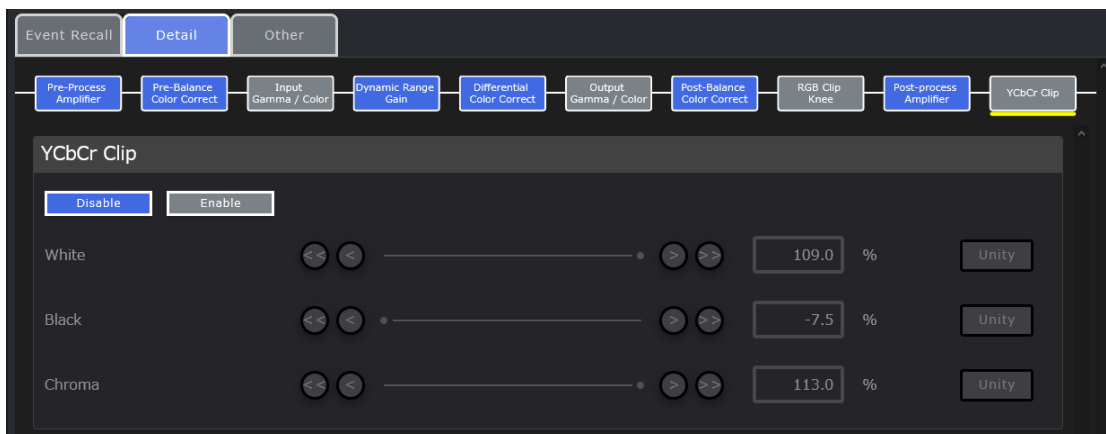 Event Recall Detail Other
Pre-Process Amplifier
Pre-Balance Color Correct
Input Gamma / Color
Dynamic Range Gain
Differential Color Correct
Output Gamma / Color
Post-Balance Color Correct
RGB Clip Knee
Post-process Amplifier
YCbCr Clip
YCbCr Clip
Disable Enable
White << < > >> 109.0 % Unity
Black << < > >> -7.5 % Unity
Chroma << < > >> 113.0 % Unity